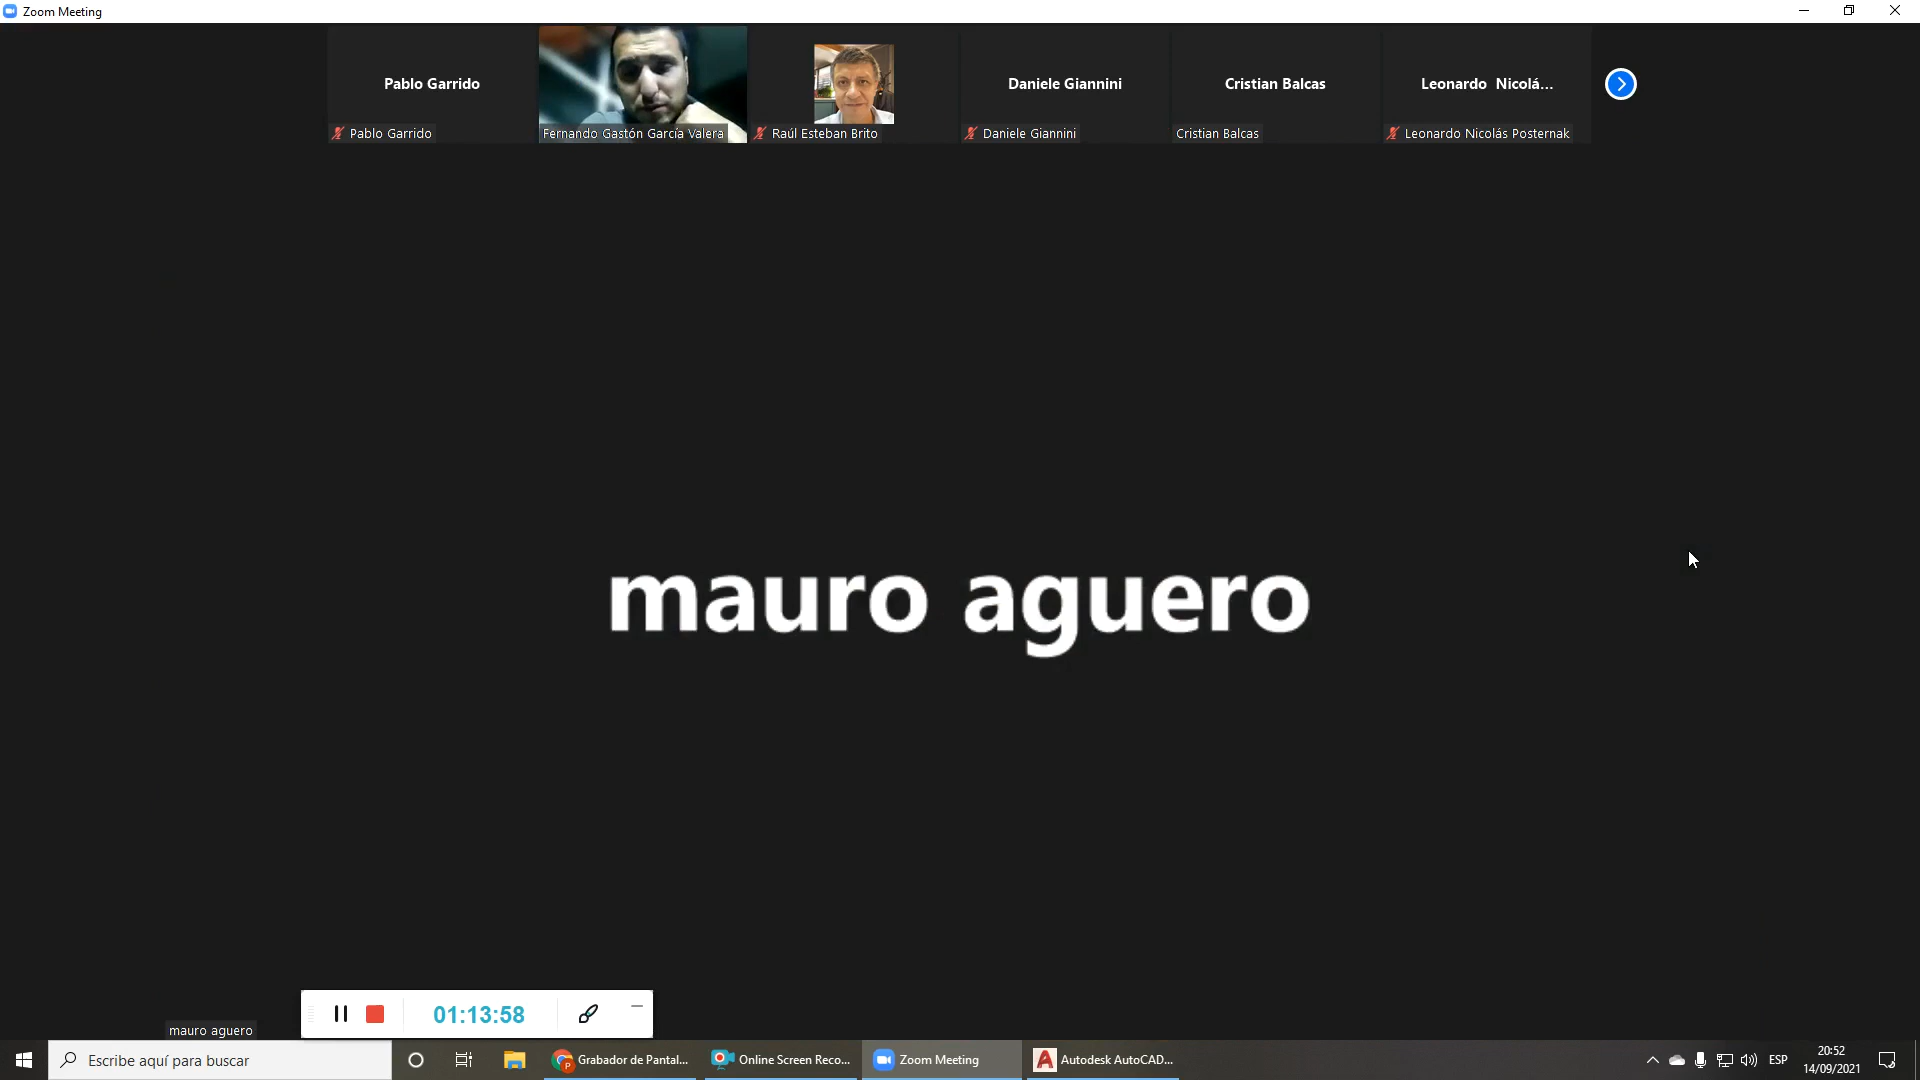 Zoom Meeting
Pablo Garrido
Daniele Giannini
Cristian Balcas
Leonardo Nicolá...
Pablo Garrido
Fernando Gastón García Valera
Raúl Esteban Brito
Daniele Giannini
Cristian Balcas
Leonardo Nicolás Posternak
mauro aguero
01:13:58
mauro aguero
Escribe aquí para buscar
Grabador de Pantal...
Online Screen Reco...
Zoom Meeting
Autodesk AutoCAD...
ESP
20:52
14/09/2021